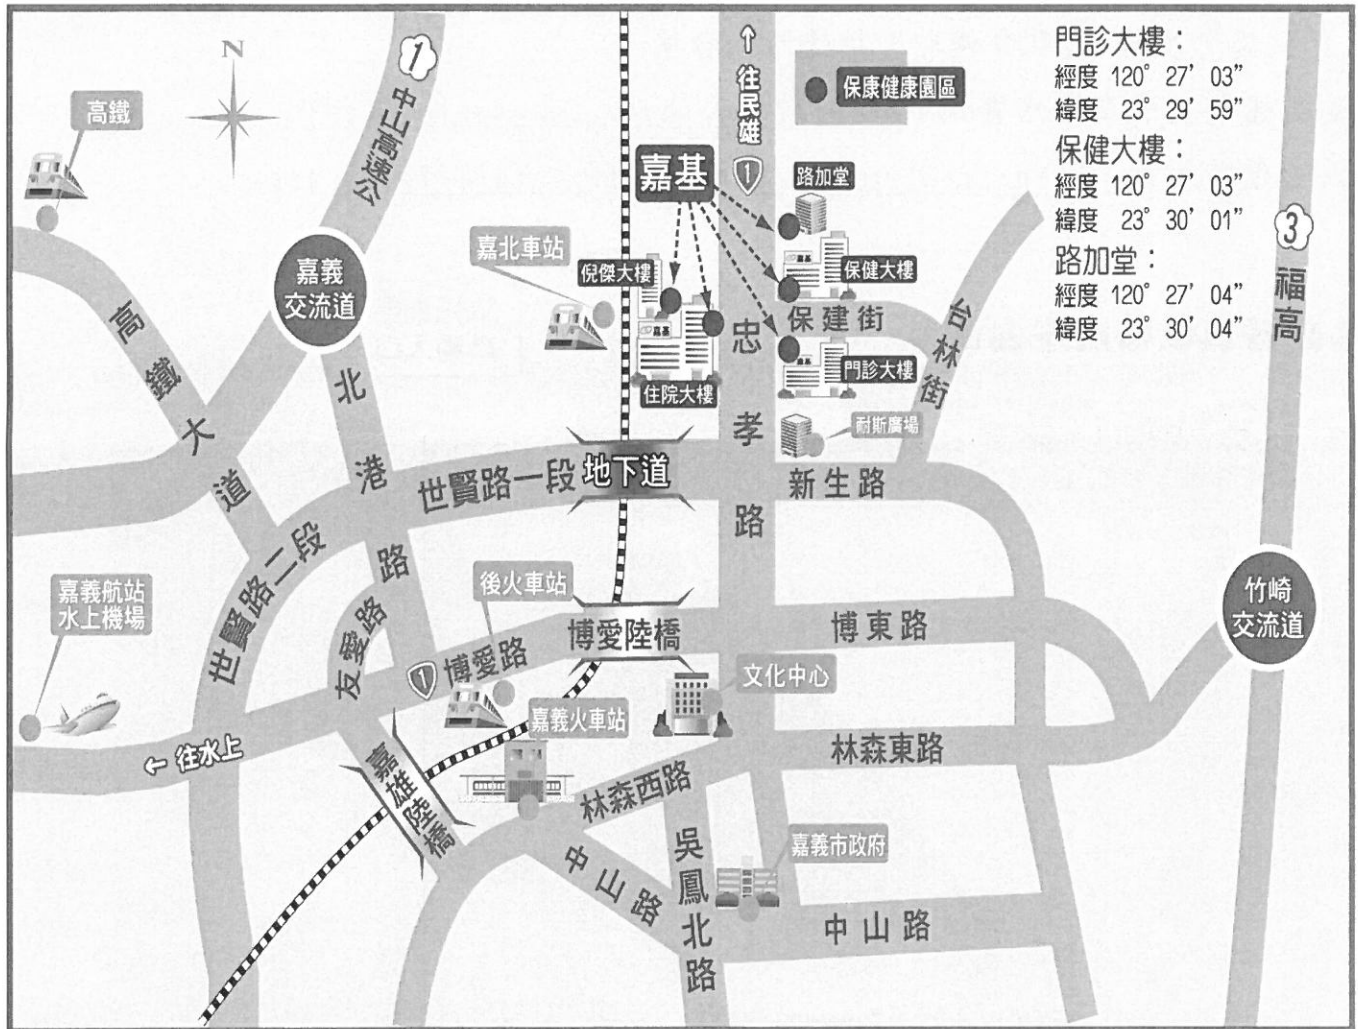 N
1
中山高速公
高鐵
嘉義
交流道
↑往民雄
1
保康健康園區
門診大樓：
經度 120° 27' 03"
緯度 23° 29' 59"
保健大樓：
經度 120° 27' 03"
緯度 23° 30' 01"
路加堂：
經度 120° 27' 04"
緯度 23° 30' 04"
3
福高
嘉基
路加堂
嘉北車站
倪傑大樓
保健大樓
嘉基
嘉基
保建街
台林街
高鐵大道
北港路
忠孝路
嘉基
門診大樓
住院大樓
耐斯廣場
世賢路一段
地下道
新生路
世賢路二段
友愛路
嘉義航站
水上機場
後火車站
博愛陸橋
博東路
竹崎
交流道
1
博愛路
文化中心
嘉義火車站
←往水上
嘉雄陸橋
林森西路
林森東路
中山路
吳鳳北路
嘉義市政府
中山路